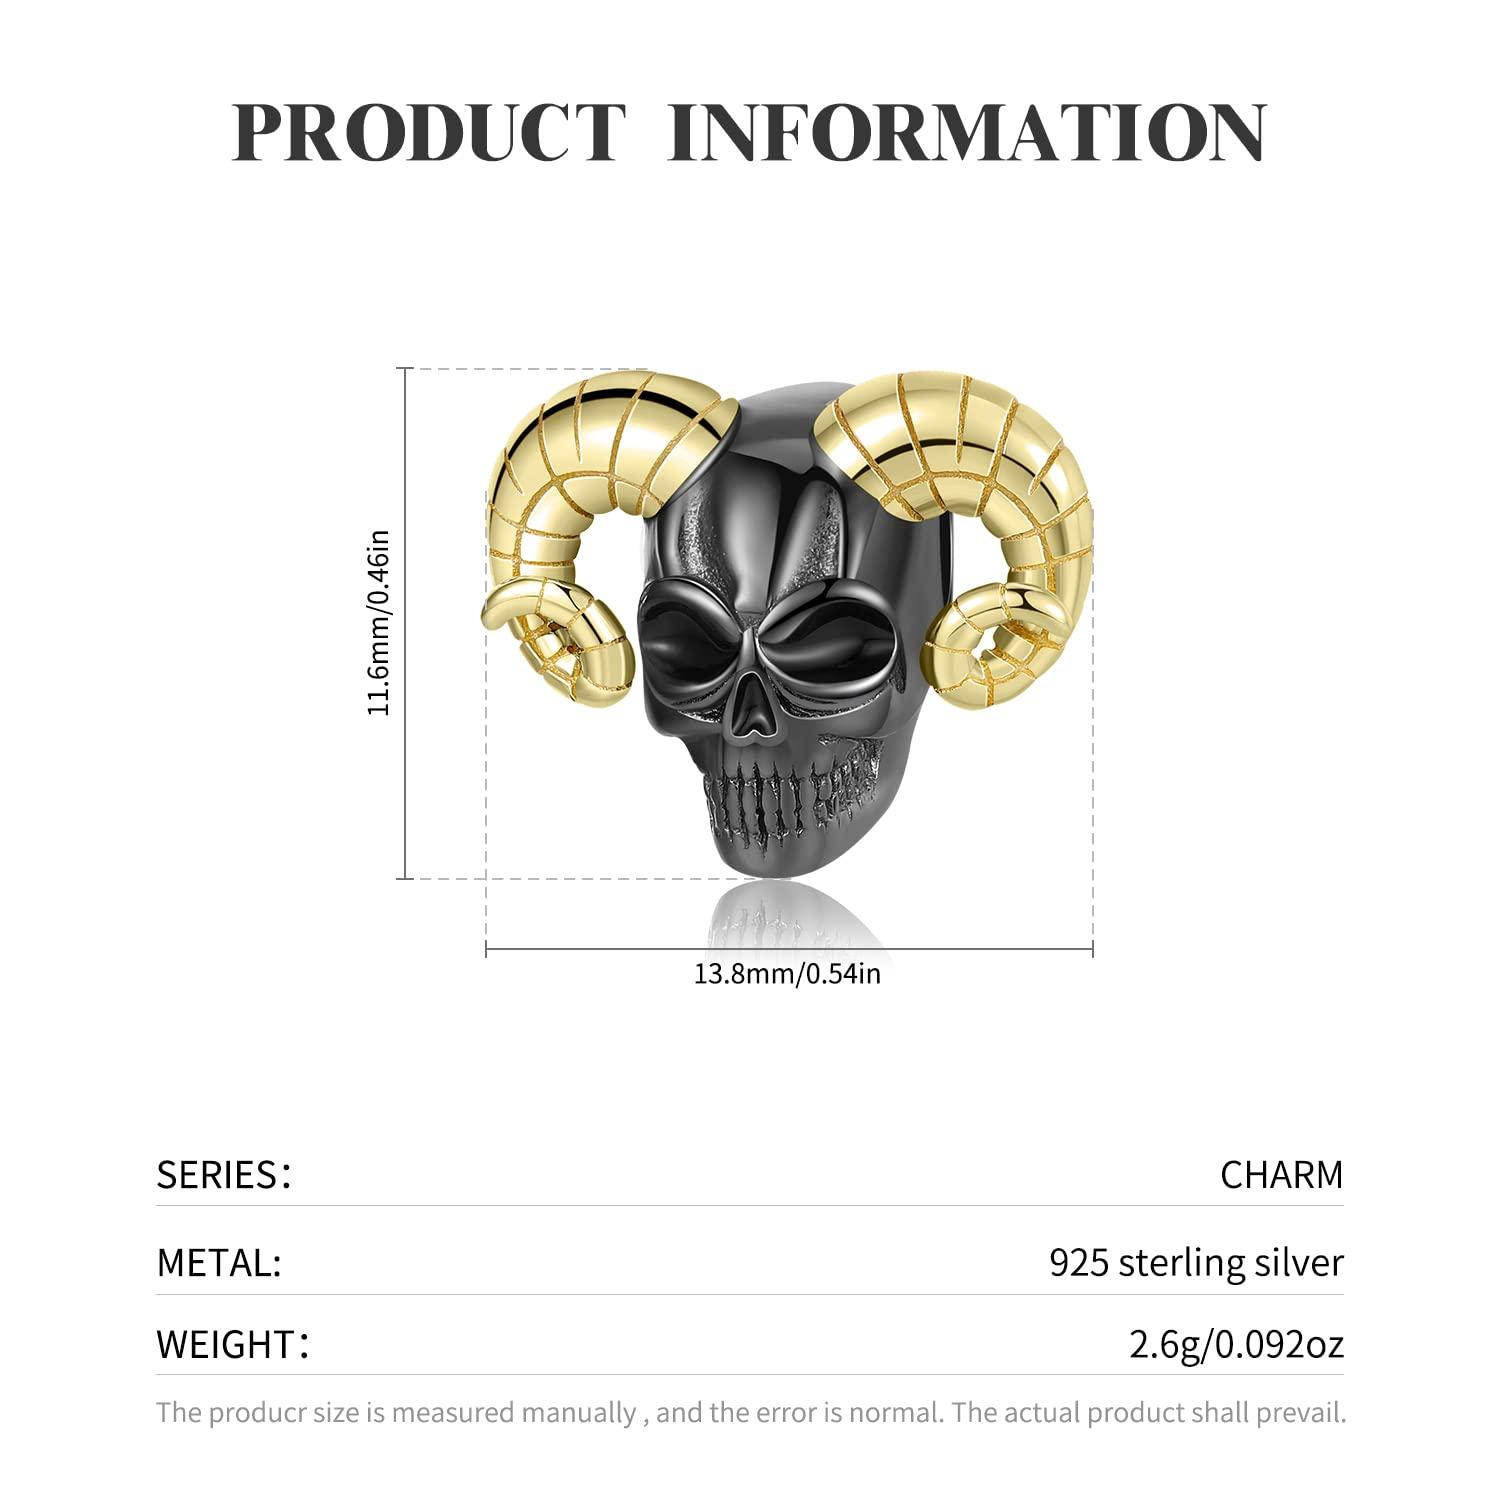 PRODUCT INFORMATION
11.6mm/0.46in
13.8mm/0.54in
SERIES： CHARM
METAL: 925 sterling silver
WEIGHT： 2.6g/0.092oz
The producr size is measured manually , and the error is normal. The actual product shall prevail.